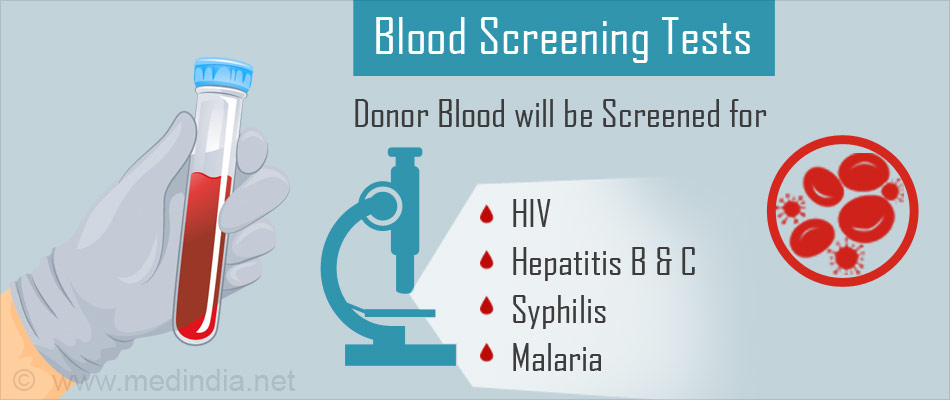 Blood Screening Tests
Donor Blood will be Screened for
HIV
Hepatitis B & C
Syphilis
Malaria
© www.medindia.net